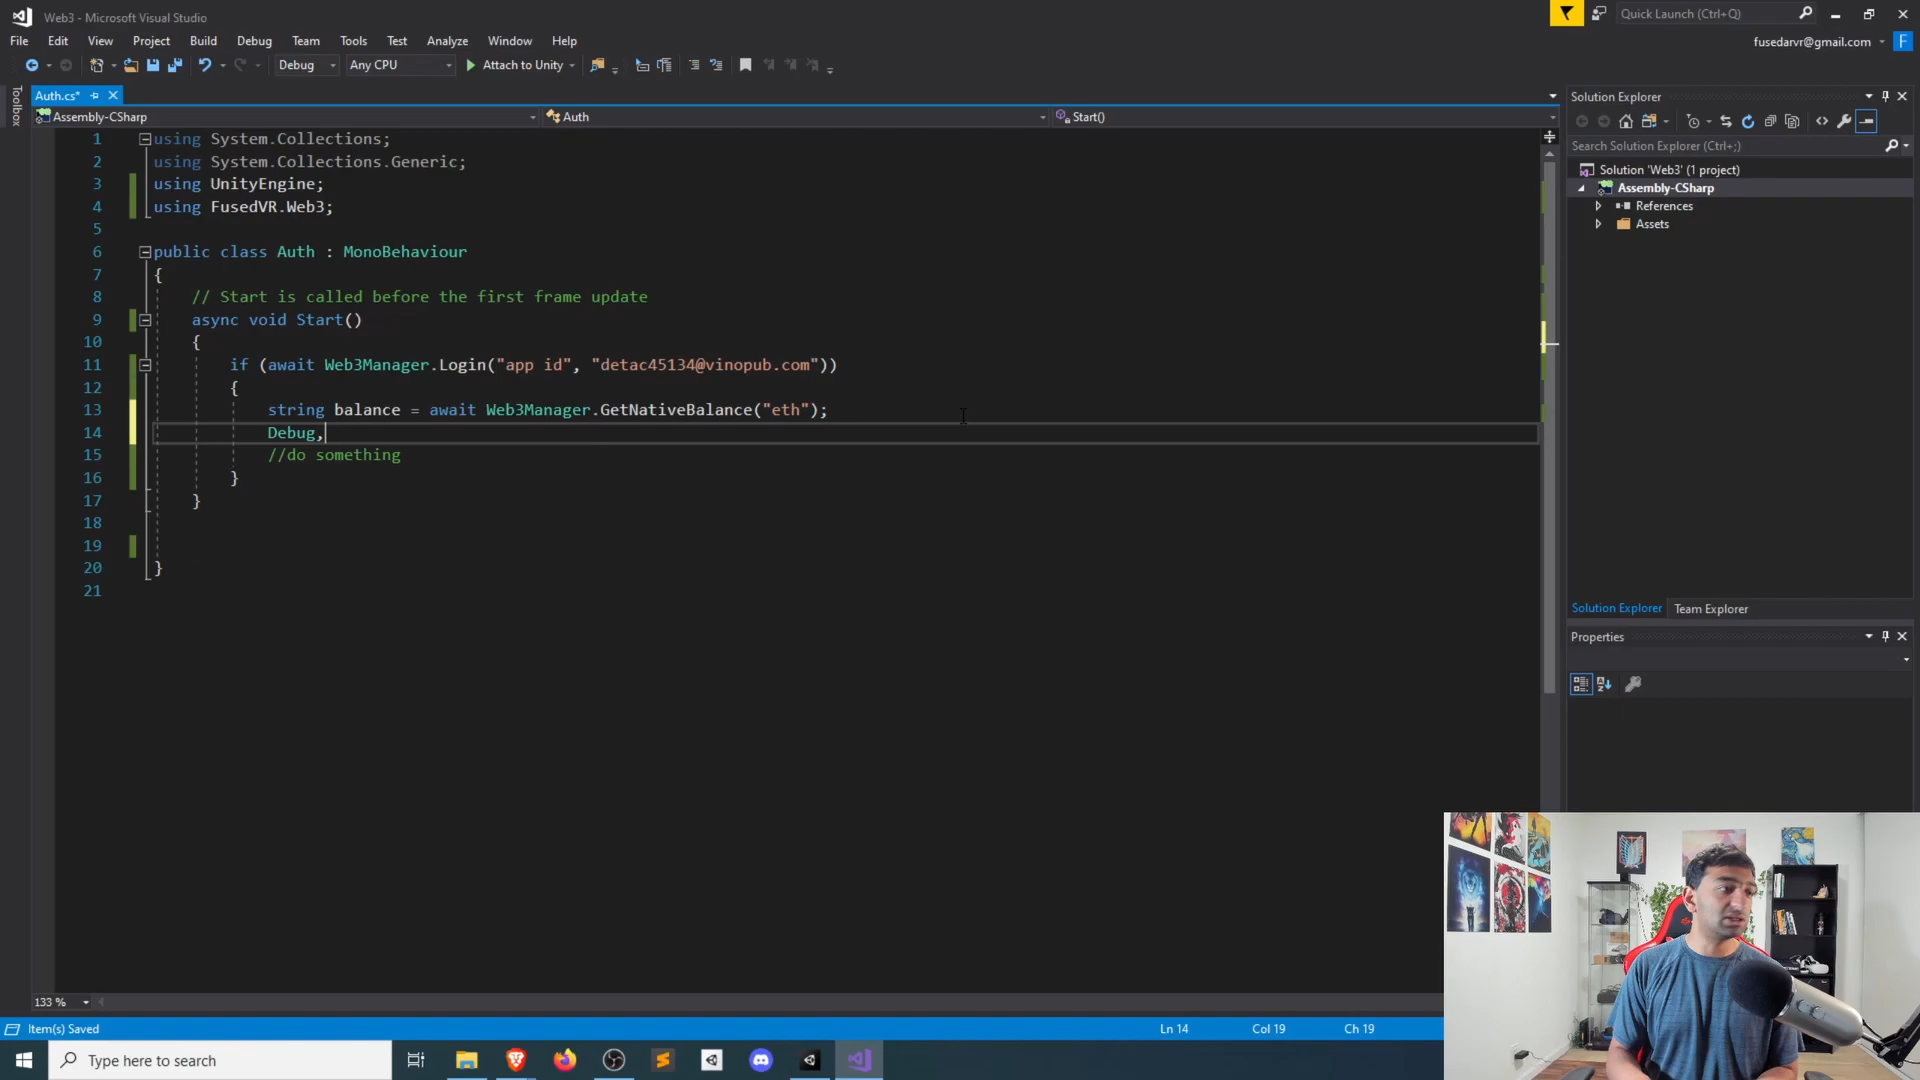 Web3 - Microsoft Visual Studio
Quick Launch (Ctrl+Q)
File Edit View Project Build Debug Team Tools Test Analyze Window Help
fusedarvr@gmail.com F
Debug Any CPU Attach to Unity
Toolbox
Auth.cs*
Assembly-CSharp Auth Start()
1 using System.Collections;
2 using System.Collections.Generic;
3 using UnityEngine;
4 using FusedVR.Web3;
5
6 public class Auth : MonoBehaviour
7 {
8 // Start is called before the first frame update
9 async void Start()
10 {
11 if (await Web3Manager.Login("app id", "detac45134@vinopub.com"))
12 {
13 string balance = await Web3Manager.GetNativeBalance("eth");
14 Debug,
15 //do something
16 }
17 }
18
19
20 }
21
Solution Explorer
Search Solution Explorer (Ctrl+;)
Solution 'Web3' (1 project)
Assembly-CSharp
References
Assets
Solution Explorer Team Explorer
Properties
133 %
Item(s) Saved
Ln 14 Col 19 Ch 19
Type here to search